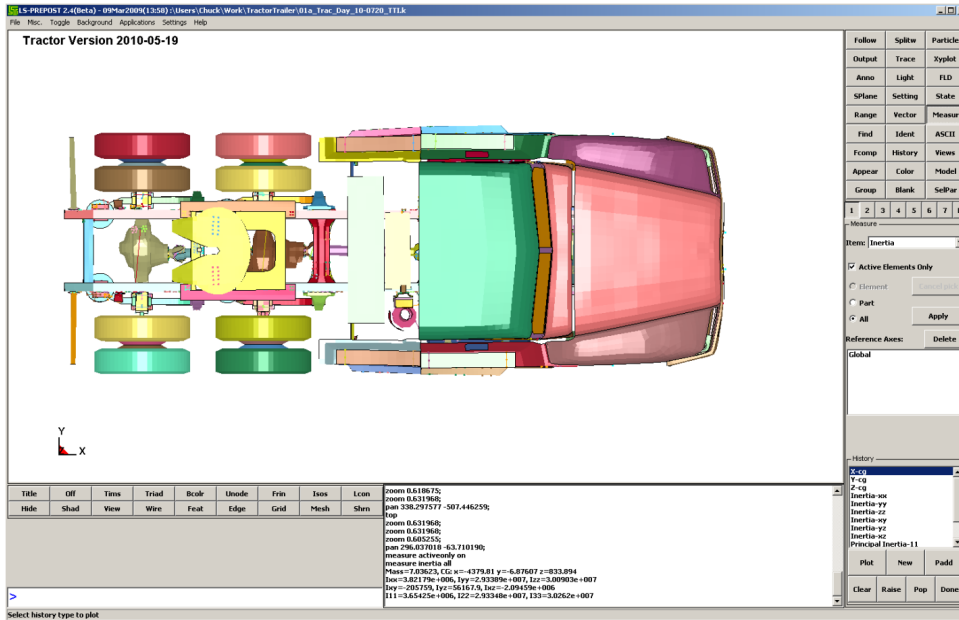 LS-PREPOST 2.4(Beta) - 09Mar2009(13:58) :\Users\Chuck\Work\TractorTrailer\01a_Trac_Day_10-0720_TTI.k
File Misc. Toggle Background Applications Settings Help
Tractor Version 2010-05-19
Y
X
Follow Splitw Particle
Output Trace Xyplot
Anno Light FLD
SPlane Setting State
Range Vector Measur
Find Ident ASCII
Fcomp History Views
Appear Color Model
Group Blank SelPar
1 2 3 4 5 6 7
Measure
Item: Inertia
Active Elements Only
Element
Part
All Apply
Reference Axes: Delete
Global
History
X-cg
Y-cg
Z-cg
Inertia-xx
Inertia-yy
Inertia-zz
Inertia-xy
Inertia-yz
Inertia-xz
Principal Inertia-11
Plot New Padd
Clear Raise Pop Done
Title Off Tims Triad Bcolr Unode Frin Isos Lcon
Hide Shad View Wire Feat Edge Grid Mesh Shrn
zoom 0.618675;
zoom 0.631968;
pan 338.297577 -507.446259;
top
zoom 0.631968;
zoom 0.631968;
zoom 0.605255;
pan 296.037018 -63.710190;
measure activeonly on
measure inertia all
Mass=7.03623, CG: x=-4379.81 y=-6.87607 z=833.894
Ixx=3.82179e+006, Iyy=2.93389e+007, Izz=3.00903e+007
Ixy=-205759, Iyz=56167.9, Ixz=-2.09459e+006
I11=3.65425e+006, I22=2.93348e+007, I33=3.0262e+007
>
Select history type to plot